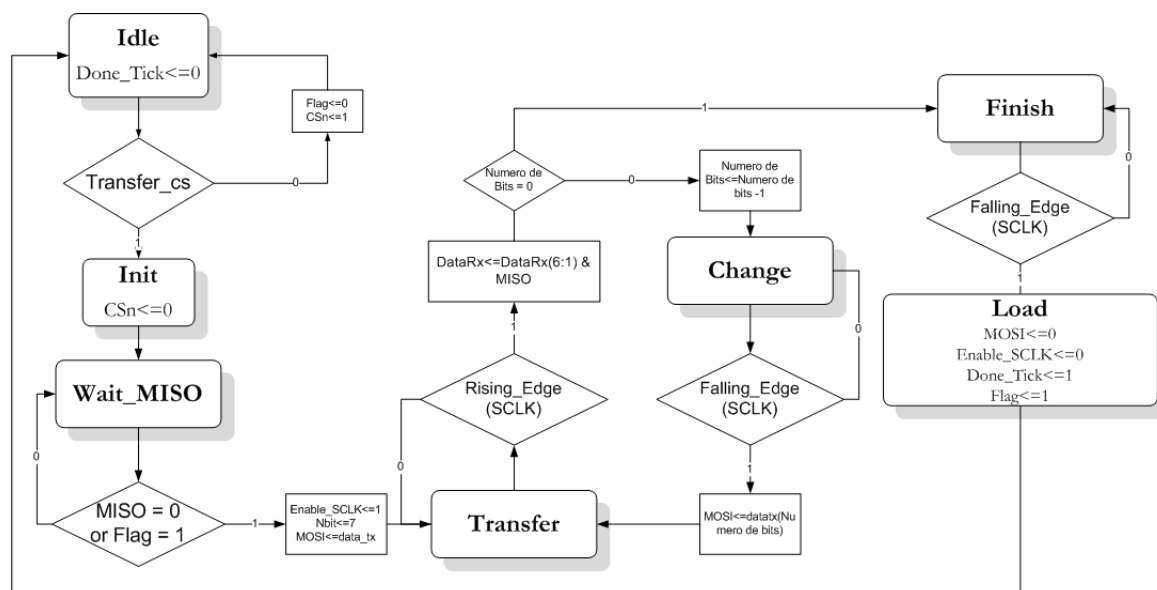 Idle
Done_Tick<=0
Flag<=0
CSn<=1
Transfer_cs
0
1
Init
CSn<=0
Wait_MISO
0
MISO = 0
or Flag = 1
1
Enable_SCLK<=1
Nbit<=7
MOSI<=data_tx
Transfer
0
Rising_Edge
(SCLK)
1
DataRx<=DataRx(6:1) &
MISO
Numero de
Bits = 0
1
0
Numero de
Bits<=Numero de
bits -1
Change
0
Falling_Edge
(SCLK)
1
MOSI<=datatx(Nu
mero de bits)
Finish
0
Falling_Edge
(SCLK)
1
Load
MOSI<=0
Enable_SCLK<=0
Done_Tick<=1
Flag<=1